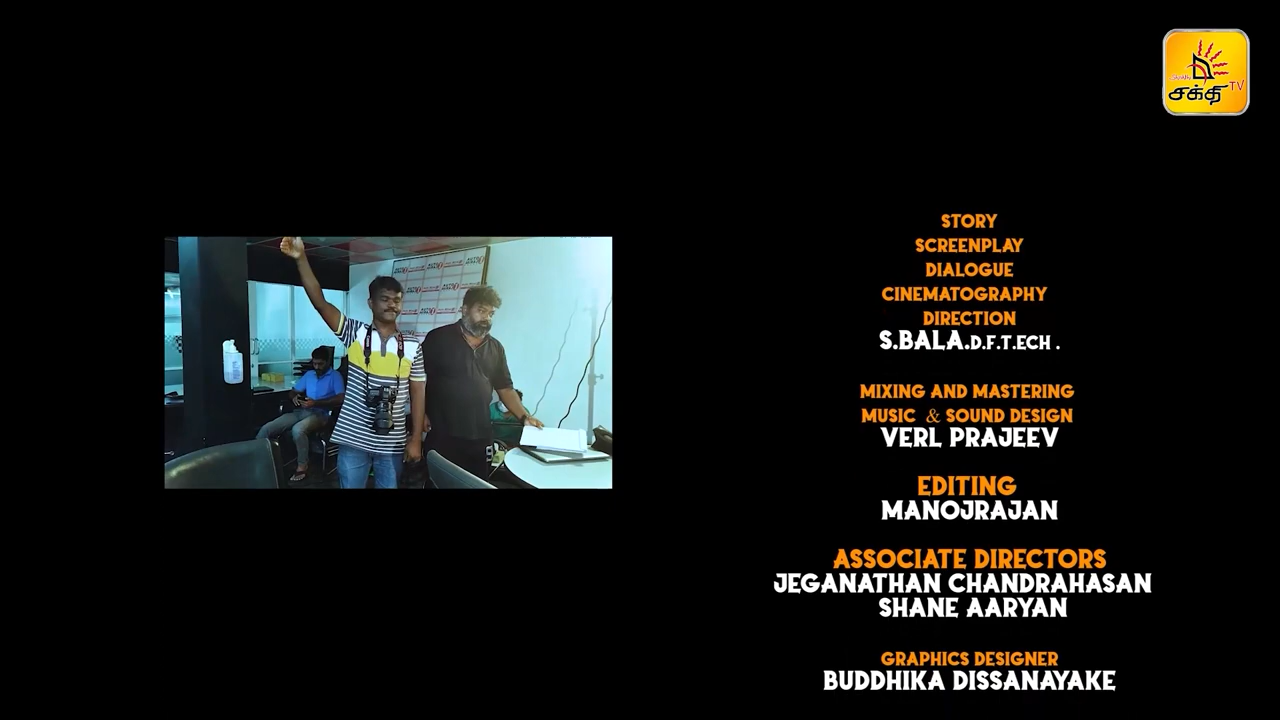 சக்தி TV
STORY
SCREENPLAY
DIALOGUE
CINEMATOGRAPHY
DIRECTION
S.BALA.D.F.T.ECH .
MIXING AND MASTERING
MUSIC & SOUND DESIGN
VERL PRAJEEV
EDITING
MANOJRAJAN
ASSOCIATE DIRECTORS
JEGANATHAN CHANDRAHASAN
SHANE AARYAN
GRAPHICS DESIGNER
BUDDHIKA DISSANAYAKE